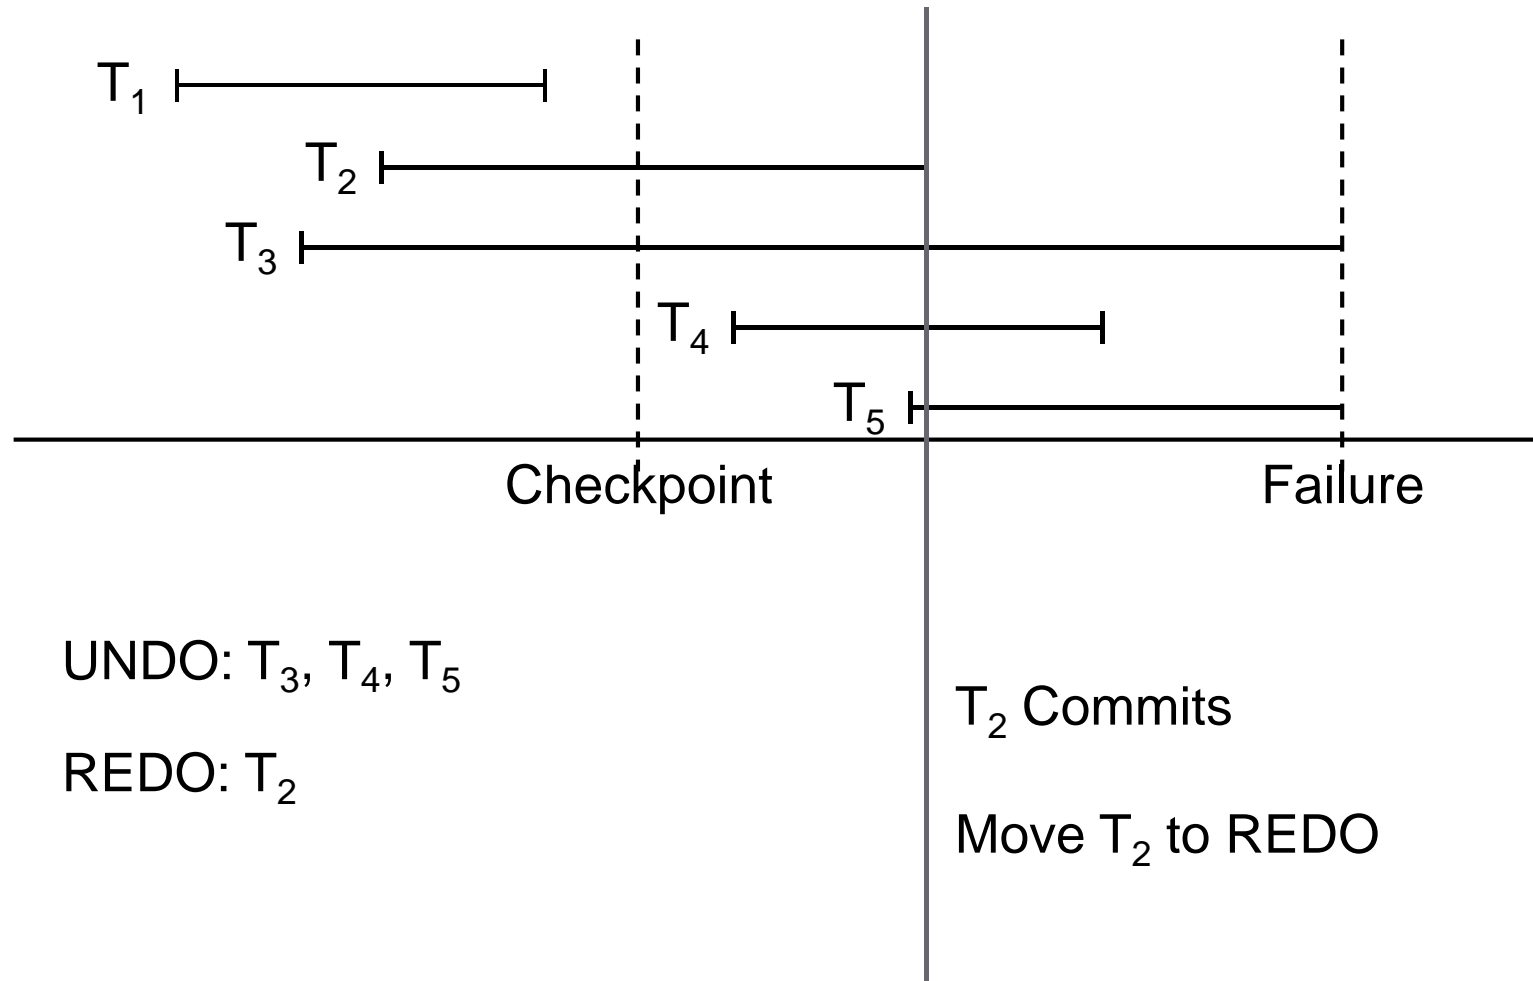 T1
T2
T3
T4
T5
Checkpoint
Failure
UNDO: T3, T4, T5
REDO: T2
T2 Commits
Move T2 to REDO